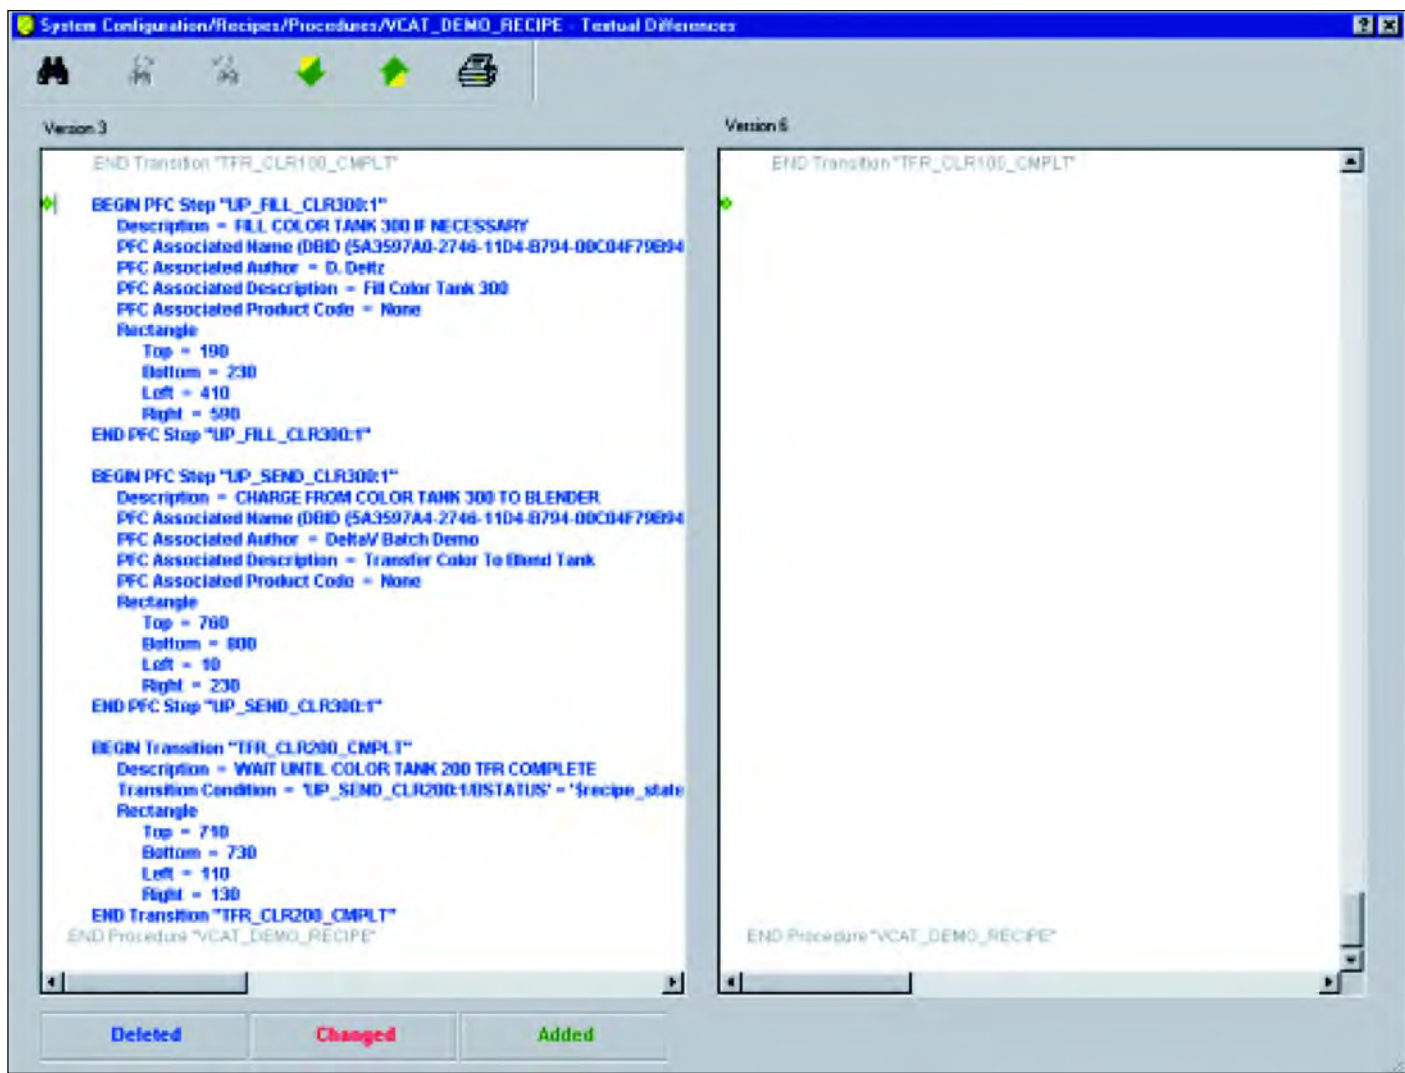 System Configuration/Recipes/Procedures/VCAT_DEMO_RECIPE - Textual Differences
Version 3
END Transition "TFR_CLR100_CMPLT"
BEGIN PFC Step "UP_FILL_CLR300:1"
Description = FILL COLOR TANK 300 IF NECESSARY
PFC Associated Name (DBID (5A3597A0-2746-11D4-B794-00C04F79B94
PFC Associated Author = D. Deitz
PFC Associated Description = Fill Color Tank 300
PFC Associated Product Code = None
Rectangle
Top = 190
Bottom = 230
Left = 410
Right = 590
END PFC Step "UP_FILL_CLR300:1"
BEGIN PFC Step "UP_SEND_CLR300:1"
Description = CHARGE FROM COLOR TANK 300 TO BLENDER
PFC Associated Name (DBID (5A3597A4-2746-11D4-B794-00C04F79B94
PFC Associated Author = DeltaV Batch Demo
PFC Associated Description = Transfer Color To Blend Tank
PFC Associated Product Code = None
Rectangle
Top = 760
Bottom = 800
Left = 10
Right = 230
END PFC Step "UP_SEND_CLR300:1"
BEGIN Transition "TFR_CLR200_CMPLT"
Description = WAIT UNTIL COLOR TANK 200 TFR COMPLETE
Transition Condition = 'UP_SEND_CLR200:1/BSTATUS' = '$recipe_state
Rectangle
Top = 710
Bottom = 730
Left = 110
Right = 130
END Transition "TFR_CLR200_CMPLT"
END Procedure "VCAT_DEMO_RECIPE"
Version 6
END Transition "TFR_CLR100_CMPLT"
END Procedure "VCAT_DEMO_RECIPE"
Deleted
Changed
Added